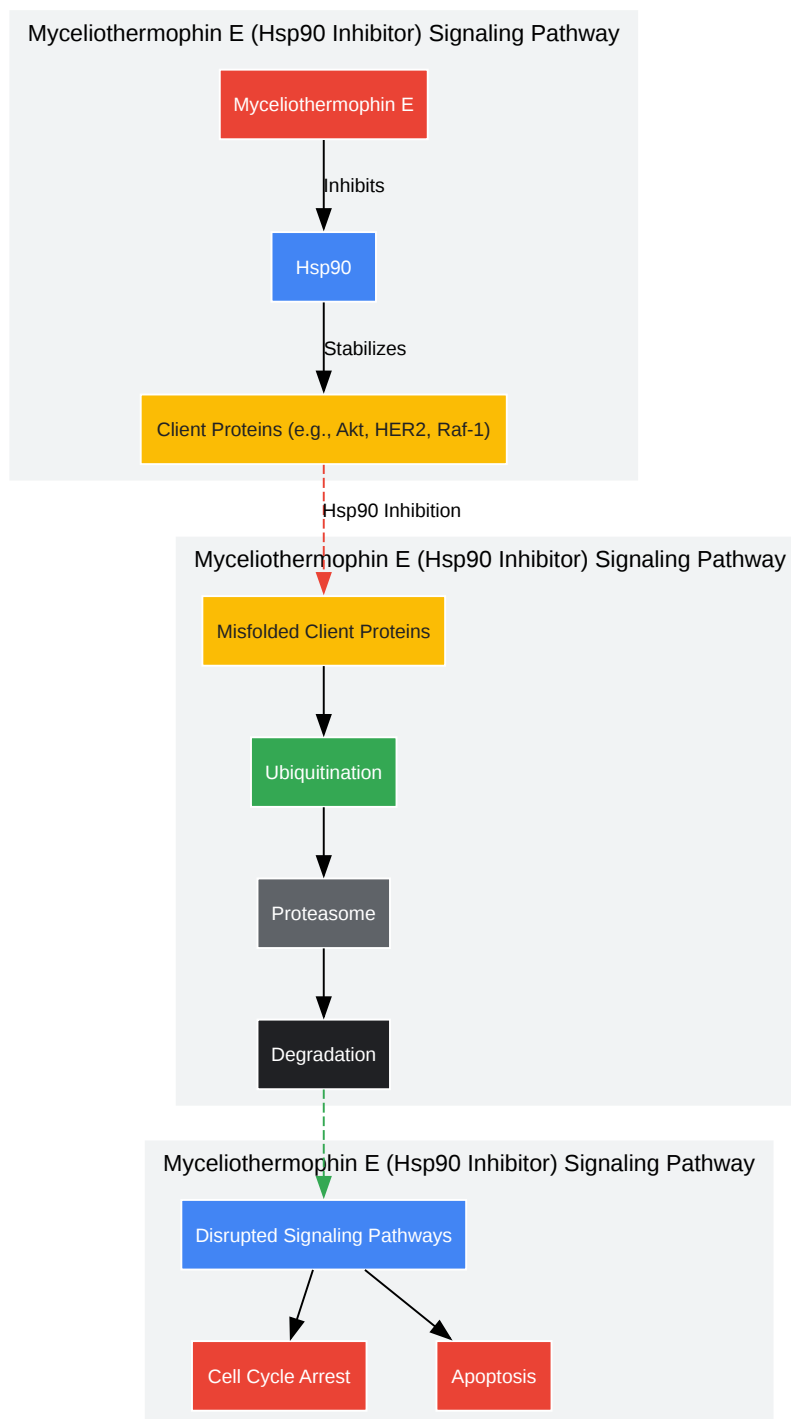 Myceliothermophin E (Hsp90 Inhibitor) Signaling Pathway
Myceliothermophin E
Inhibits
Hsp90
Stabilizes
Client Proteins (e.g., Akt, HER2, Raf-1)
Hsp90 Inhibition
Myceliothermophin E (Hsp90 Inhibitor) Signaling Pathway
Misfolded Client Proteins
Ubiquitination
Proteasome
Degradation
Myceliothermophin E (Hsp90 Inhibitor) Signaling Pathway
Disrupted Signaling Pathways
Cell Cycle Arrest
Apoptosis